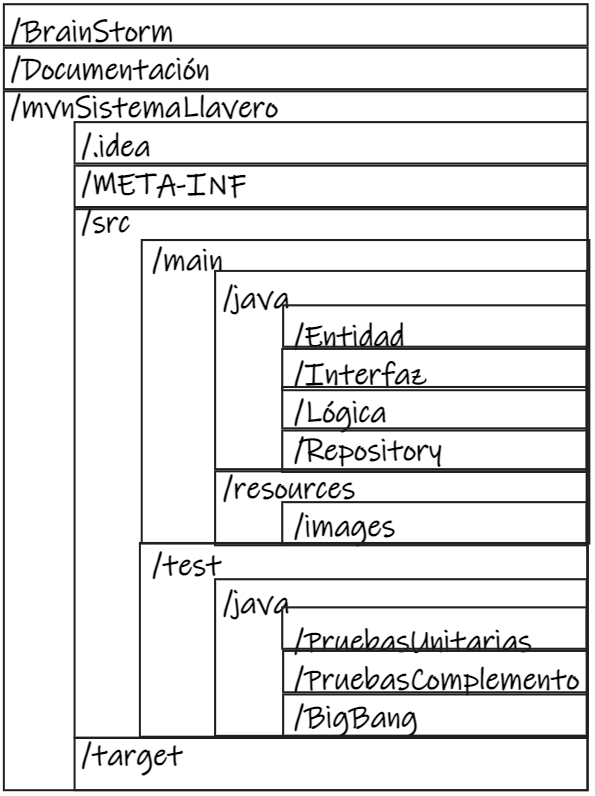 /BrainStorm
/Documentación
/mvnSistemaLlavero
/.idea
/META-INF
/src
/main
/java
/Entidad
/Interfaz
/Lógica
/Repository
/resources
/images
/test
/java
/PruebasUnitarias
/PruebasComplemento
/BigBang
/target